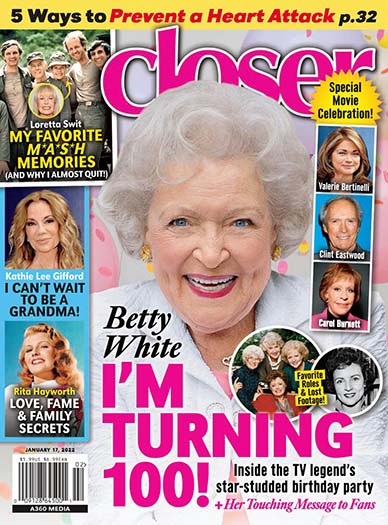 5 Ways to Prevent a Heart Attack p.32
closer
Loretta Swit
MY FAVORITE
M*A*S*H
MEMORIES
(AND WHY I ALMOST QUIT!)
Kathie Lee Gifford
I CAN'T WAIT
TO BE A
GRANDMA!
Rita Hayworth
LOVE, FAME
& FAMILY
SECRETS
Special
Movie
Celebration!
Valerie Bertinelli
Clint Eastwood
Carol Burnett
Betty
White
I'M
TURNING
100!
Favorite
Roles & Lost
Footage!
Inside the TV legend's
star-studded birthday party
+Her Touching Message to Fans
JANUARY 17, 2022
A360 MEDIA